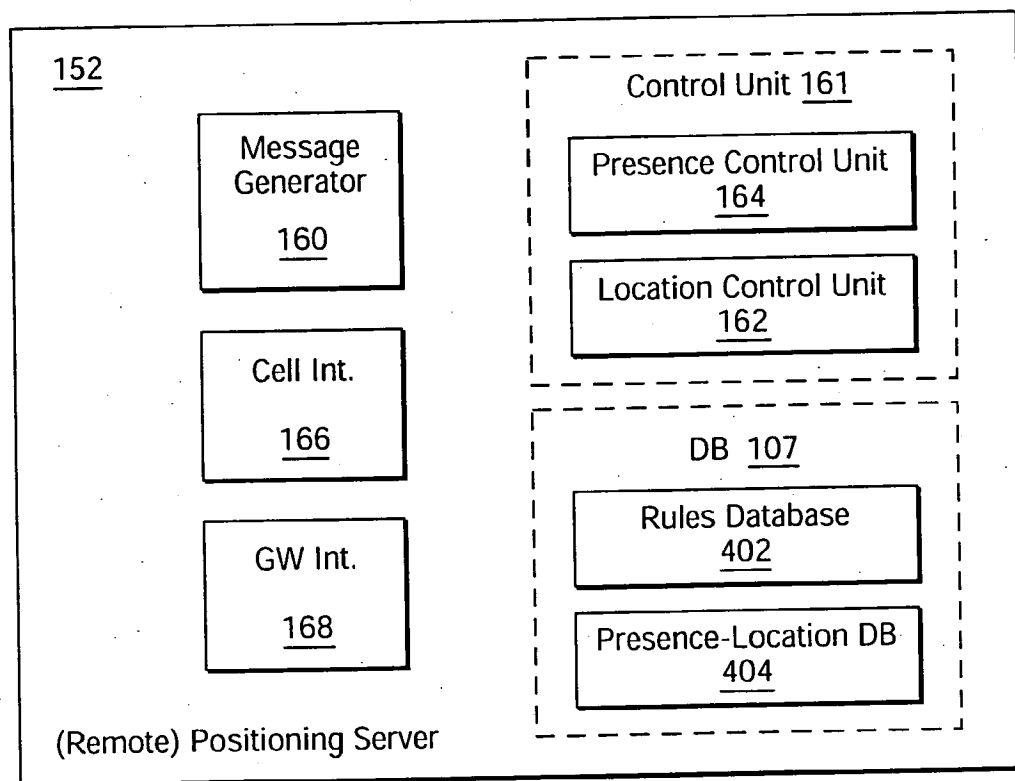 152
Message
Generator
160
Cell Int.
166
GW Int.
168
(Remote) Positioning Server
Control Unit 161
Presence Control Unit
164
Location Control Unit
162
DB 107
Rules Database
402
Presence-Location DB
404